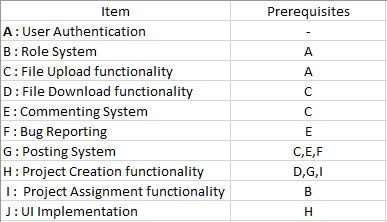 Item Prerequisites
A : User Authentication -
B : Role System A
C : File Upload functionality A
D : File Download functionality C
E : Commenting System C
F : Bug Reporting E
G : Posting System C,E,F
H : Project Creation functionality D,G,I
I : Project Assignment functionality B
J : UI Implementation H